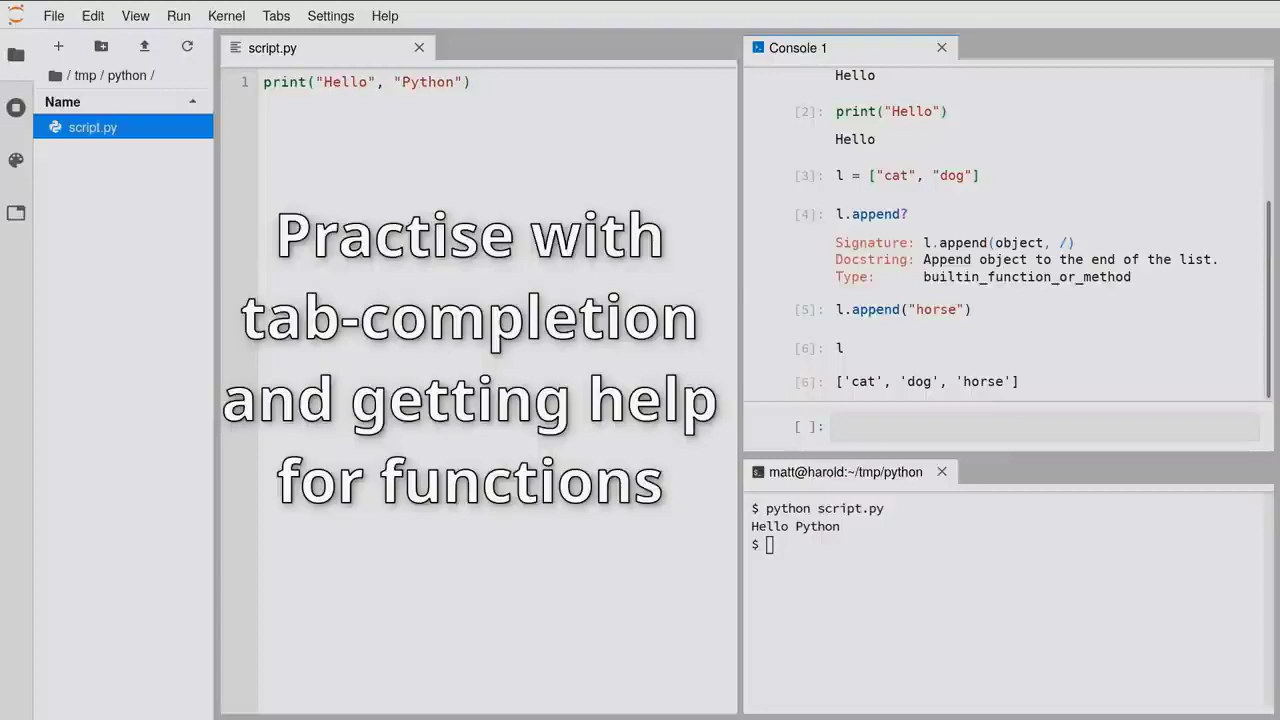 File Edit View Run Kernel Tabs Settings Help
/ tmp / python /
Name
script.py
script.py
1 print("Hello", "Python")
Practise with
tab-completion
and getting help
for functions
Console 1
Hello
[2]: print("Hello")
Hello
[3]: l = ["cat", "dog"]
[4]: l.append?
Signature: l.append(object, /)
Docstring: Append object to the end of the list.
Type: builtin_function_or_method
[5]: l.append("horse")
[6]: l
[6]: ['cat', 'dog', 'horse']
[ ]:
matt@harold:~/tmp/python
$ python script.py
Hello Python
$